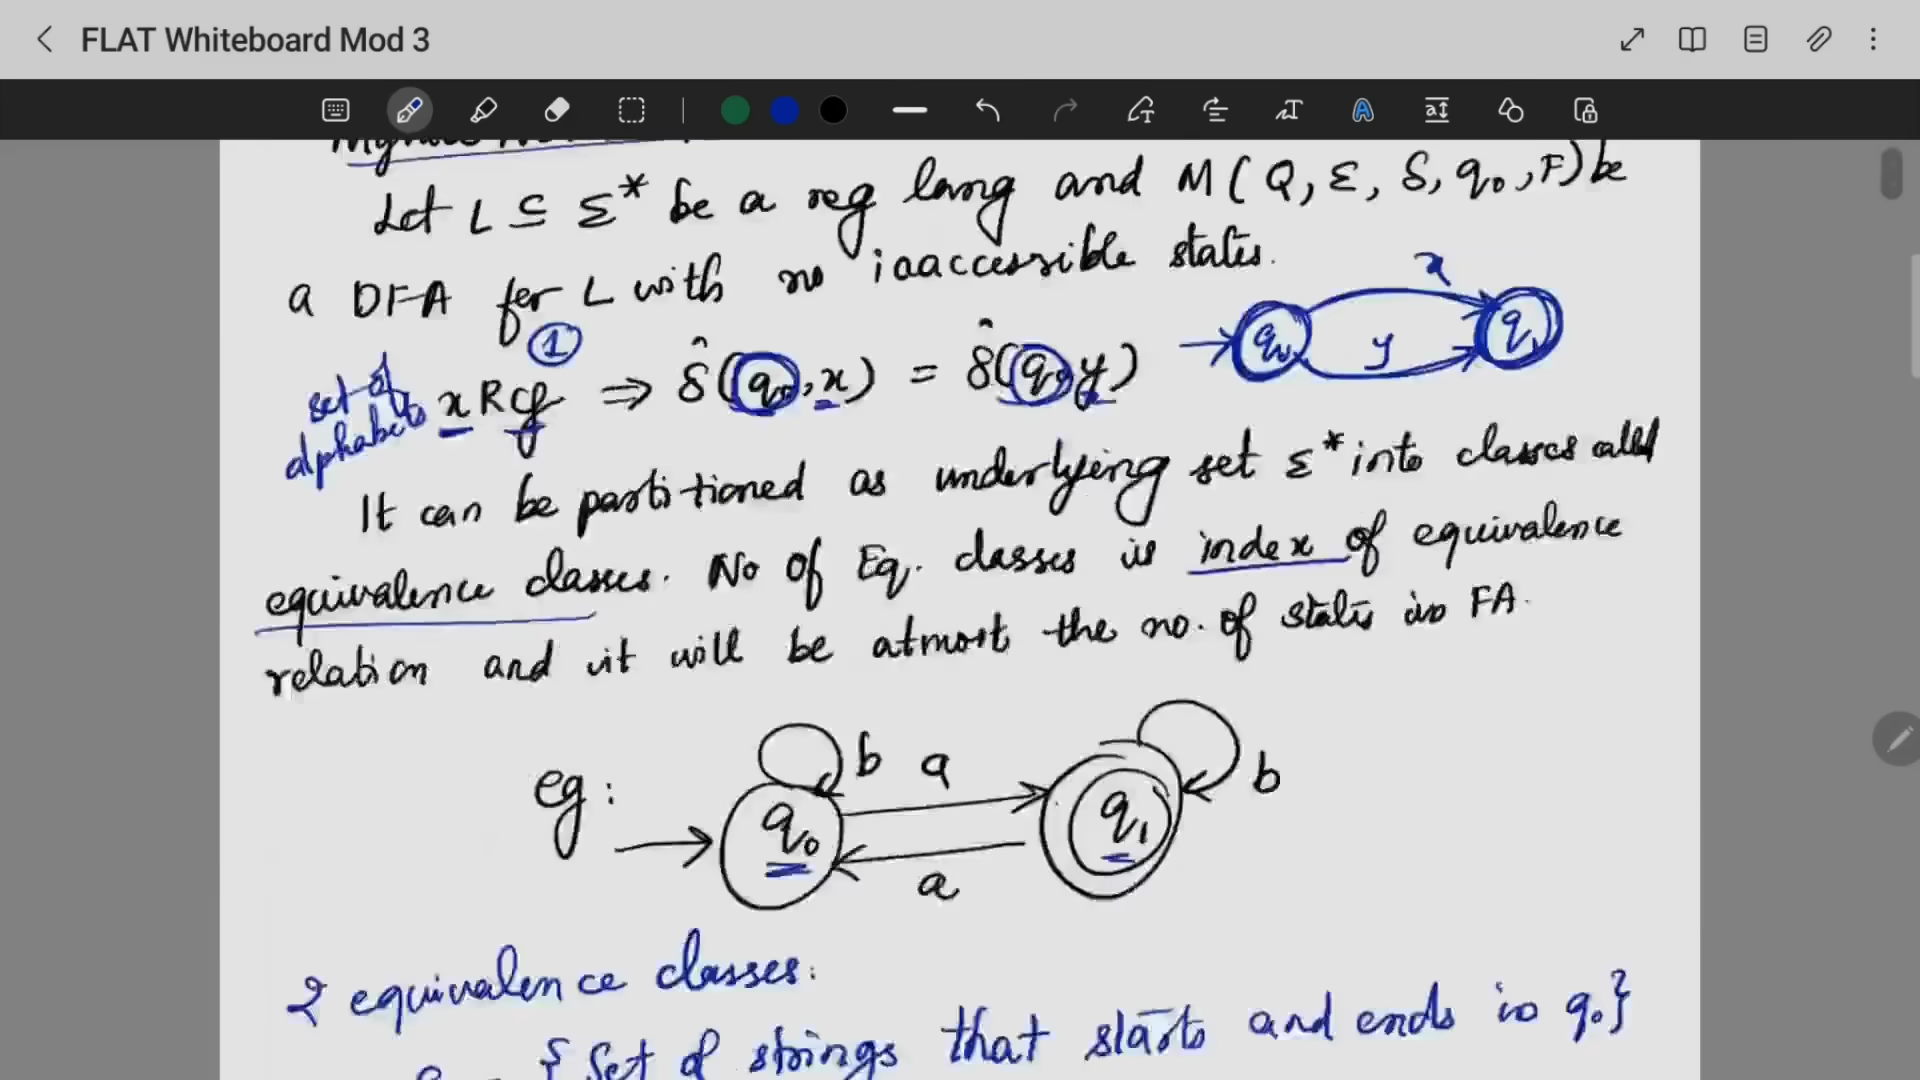 FLAT Whiteboard Mod 3
Let L ⊆ Σ* be a reg lang and M(Q, Σ, δ, q₀, F) be
a DFA for L with no inaccessible states.
①
x
q₀ q₁
y
set of
alphabets
xRy ⇒ δ̂(q₀, x) = δ̂(q₀ y)
It can be partitioned as underlying set Σ* into classes called
equivalence classes. No of Eq. classes is index of equivalence
relation and it will be atmost the no. of states in FA.
eg:
b a b
q₀ q₁
a
2 equivalence classes:
{ Set of strings that starts and ends in q₀}